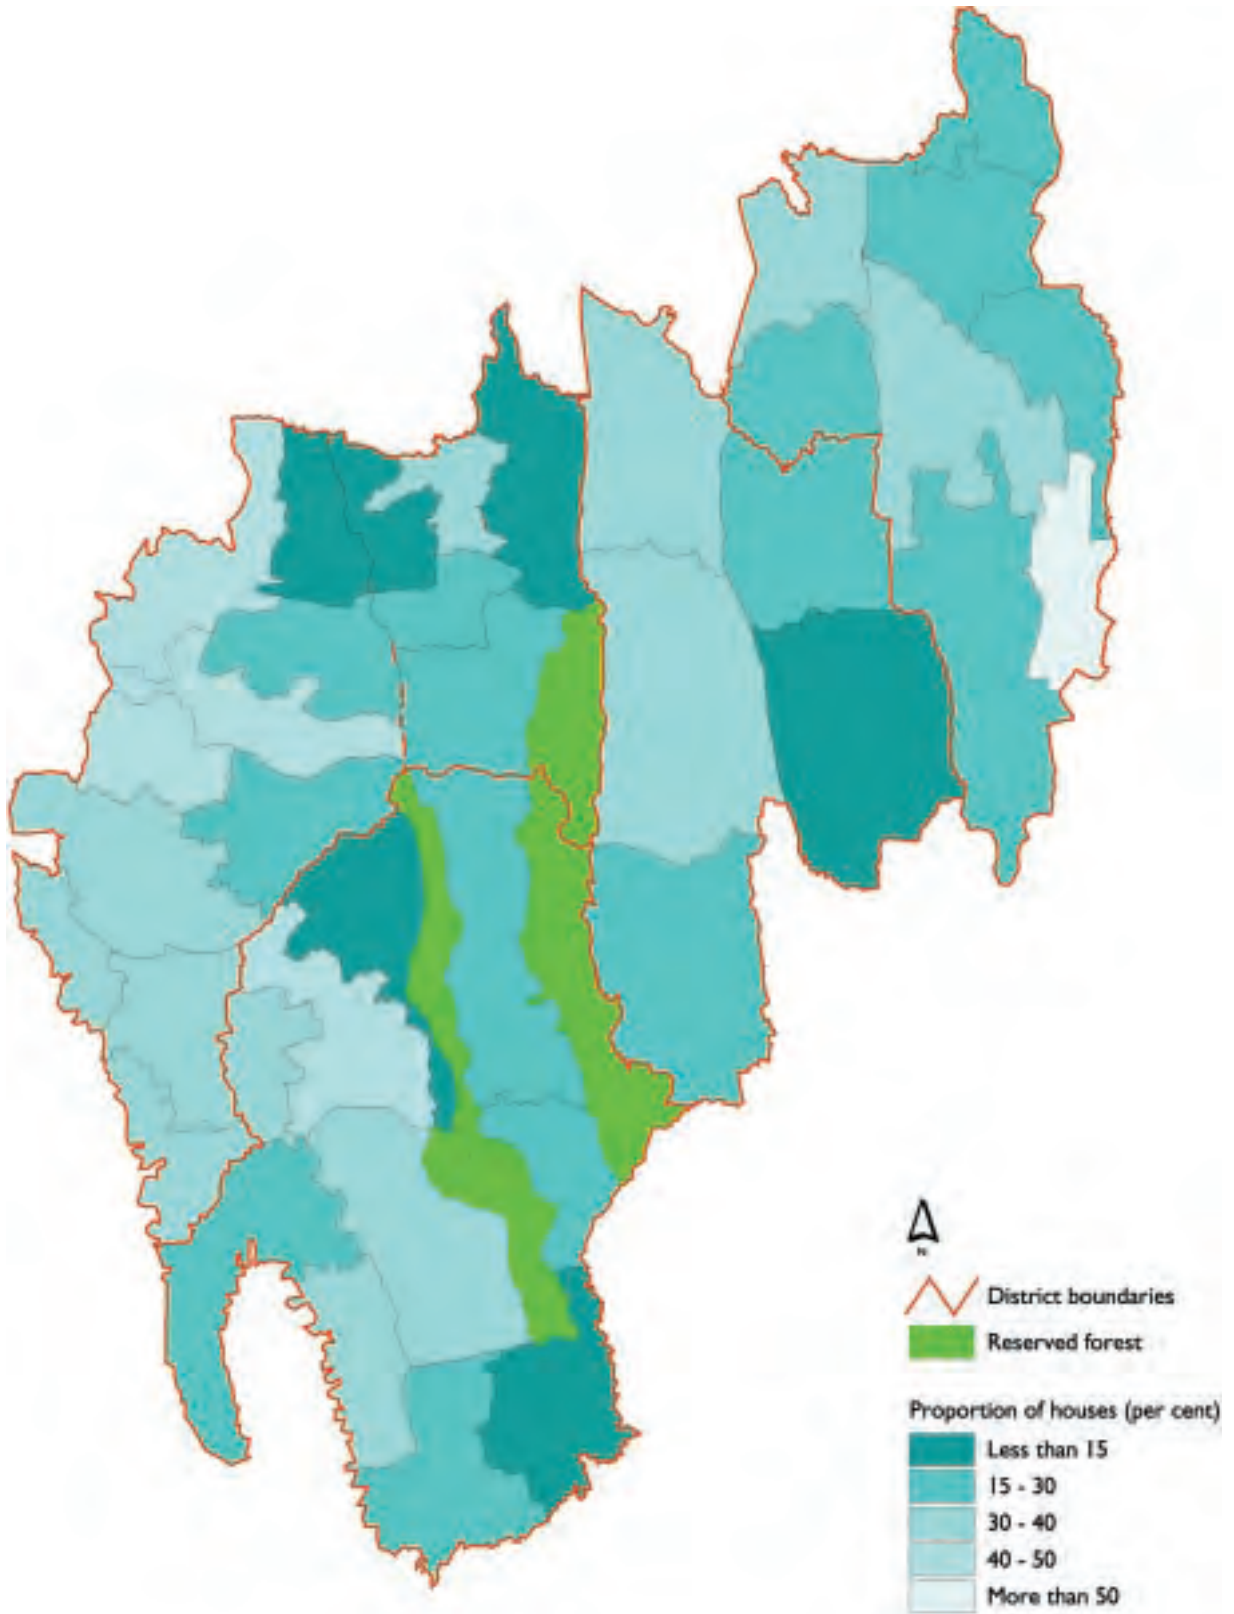 N
District boundaries
Reserved forest
Proportion of houses (per cent)
Less than 15
15 - 30
30 - 40
40 - 50
More than 50